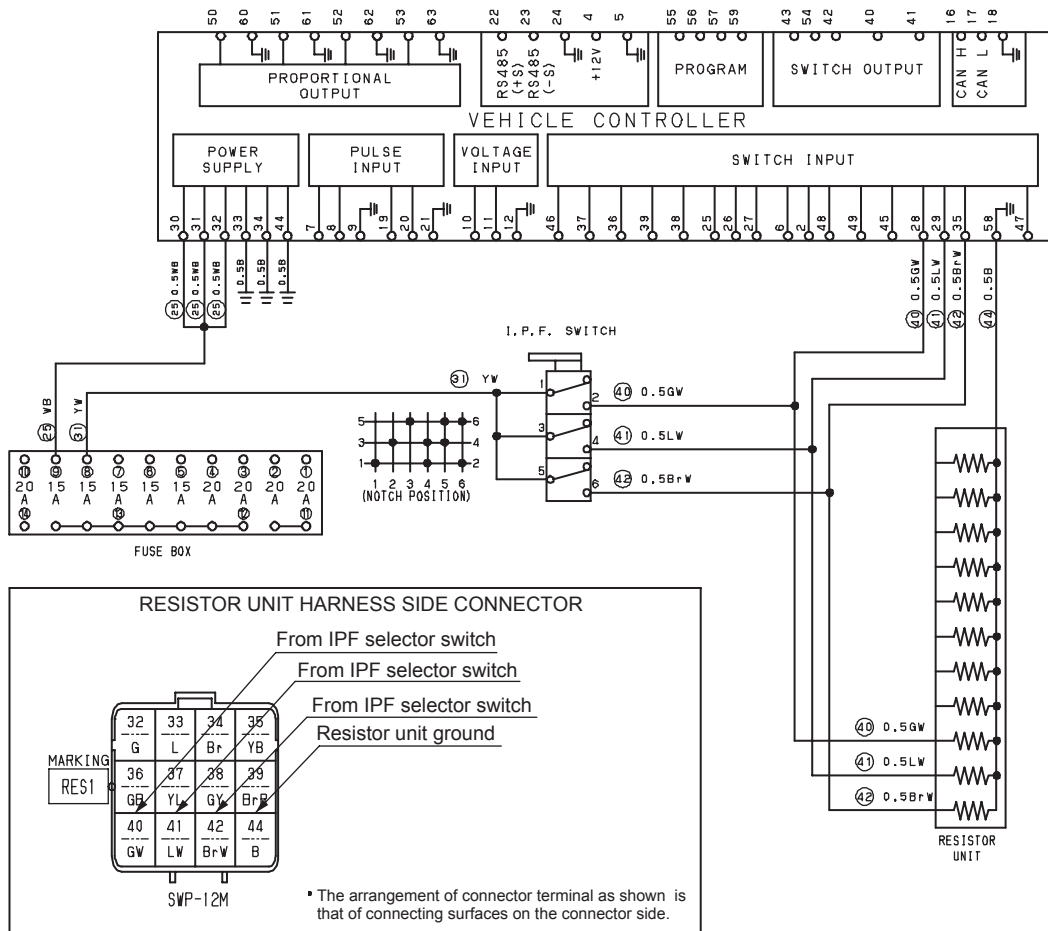 50 60 51 61 52 62 53 63 22 23 24 4 5 55 56 57 59 43 54 42 40 41 16 17 18
PROPORTIONAL
OUTPUT
RS485
(+S)
RS485
(-S)
+12V
PROGRAM
SWITCH OUTPUT
CAN H
CAN L
VEHICLE CONTROLLER
POWER
SUPPLY
PULSE
INPUT
VOLTAGE
INPUT
SWITCH INPUT
30 31 32 33 34 44 7 8 9 19 20 21 10 11 12 46 37 36 39 38 25 26 27 6 2 48 49 45 28 29 35 58 47
25 0.5WB
25 0.5WB
25 0.5WB
0.5B
0.5B
0.5B
40 0.5GW
41 0.5LW
42 0.5BrW
44 0.5B
I.P.F. SWITCH
31 YW
1
2
40 0.5GW
3
4
41 0.5LW
5
6
42 0.5BrW
5 6
3 4
1 2
1 2 3 4 5 6
(NOTCH POSITION)
25 WB
31 YW
10 9 8 7 6 5 4 3 2 1
20 15 15 15 15 15 20 20 20 20
A A A A A A A A A A
14 13 12 11
FUSE BOX
40 0.5GW
41 0.5LW
42 0.5BrW
RESISTOR
UNIT
RESISTOR UNIT HARNESS SIDE CONNECTOR
From IPF selector switch
From IPF selector switch
From IPF selector switch
Resistor unit ground
32 33 34 35
G L Br YB
MARKING
RES1
36 37 38 39
GB YL GY BrR
40 41 42 44
GW LW BrW B
SWP-12M
The arrangement of connector terminal as shown is
that of connecting surfaces on the connector side.